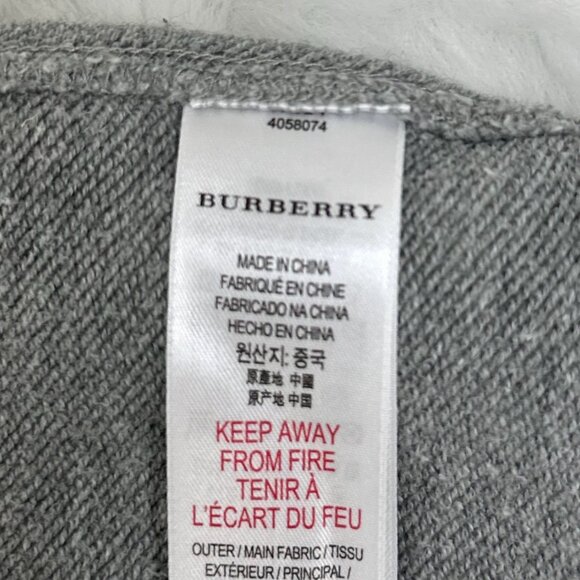 4058074
BURBERRY
MADE IN CHINA
FABRIQUÉ EN CHINE
FABRICADO NA CHINA
HECHO EN CHINA
원산지: 중국
原產地 中國
原产地 中国
KEEP AWAY
FROM FIRE
TENIR À
L'ÉCART DU FEU
OUTER / MAIN FABRIC / TISSU
EXTÉRIEUR / PRINCIPAL /